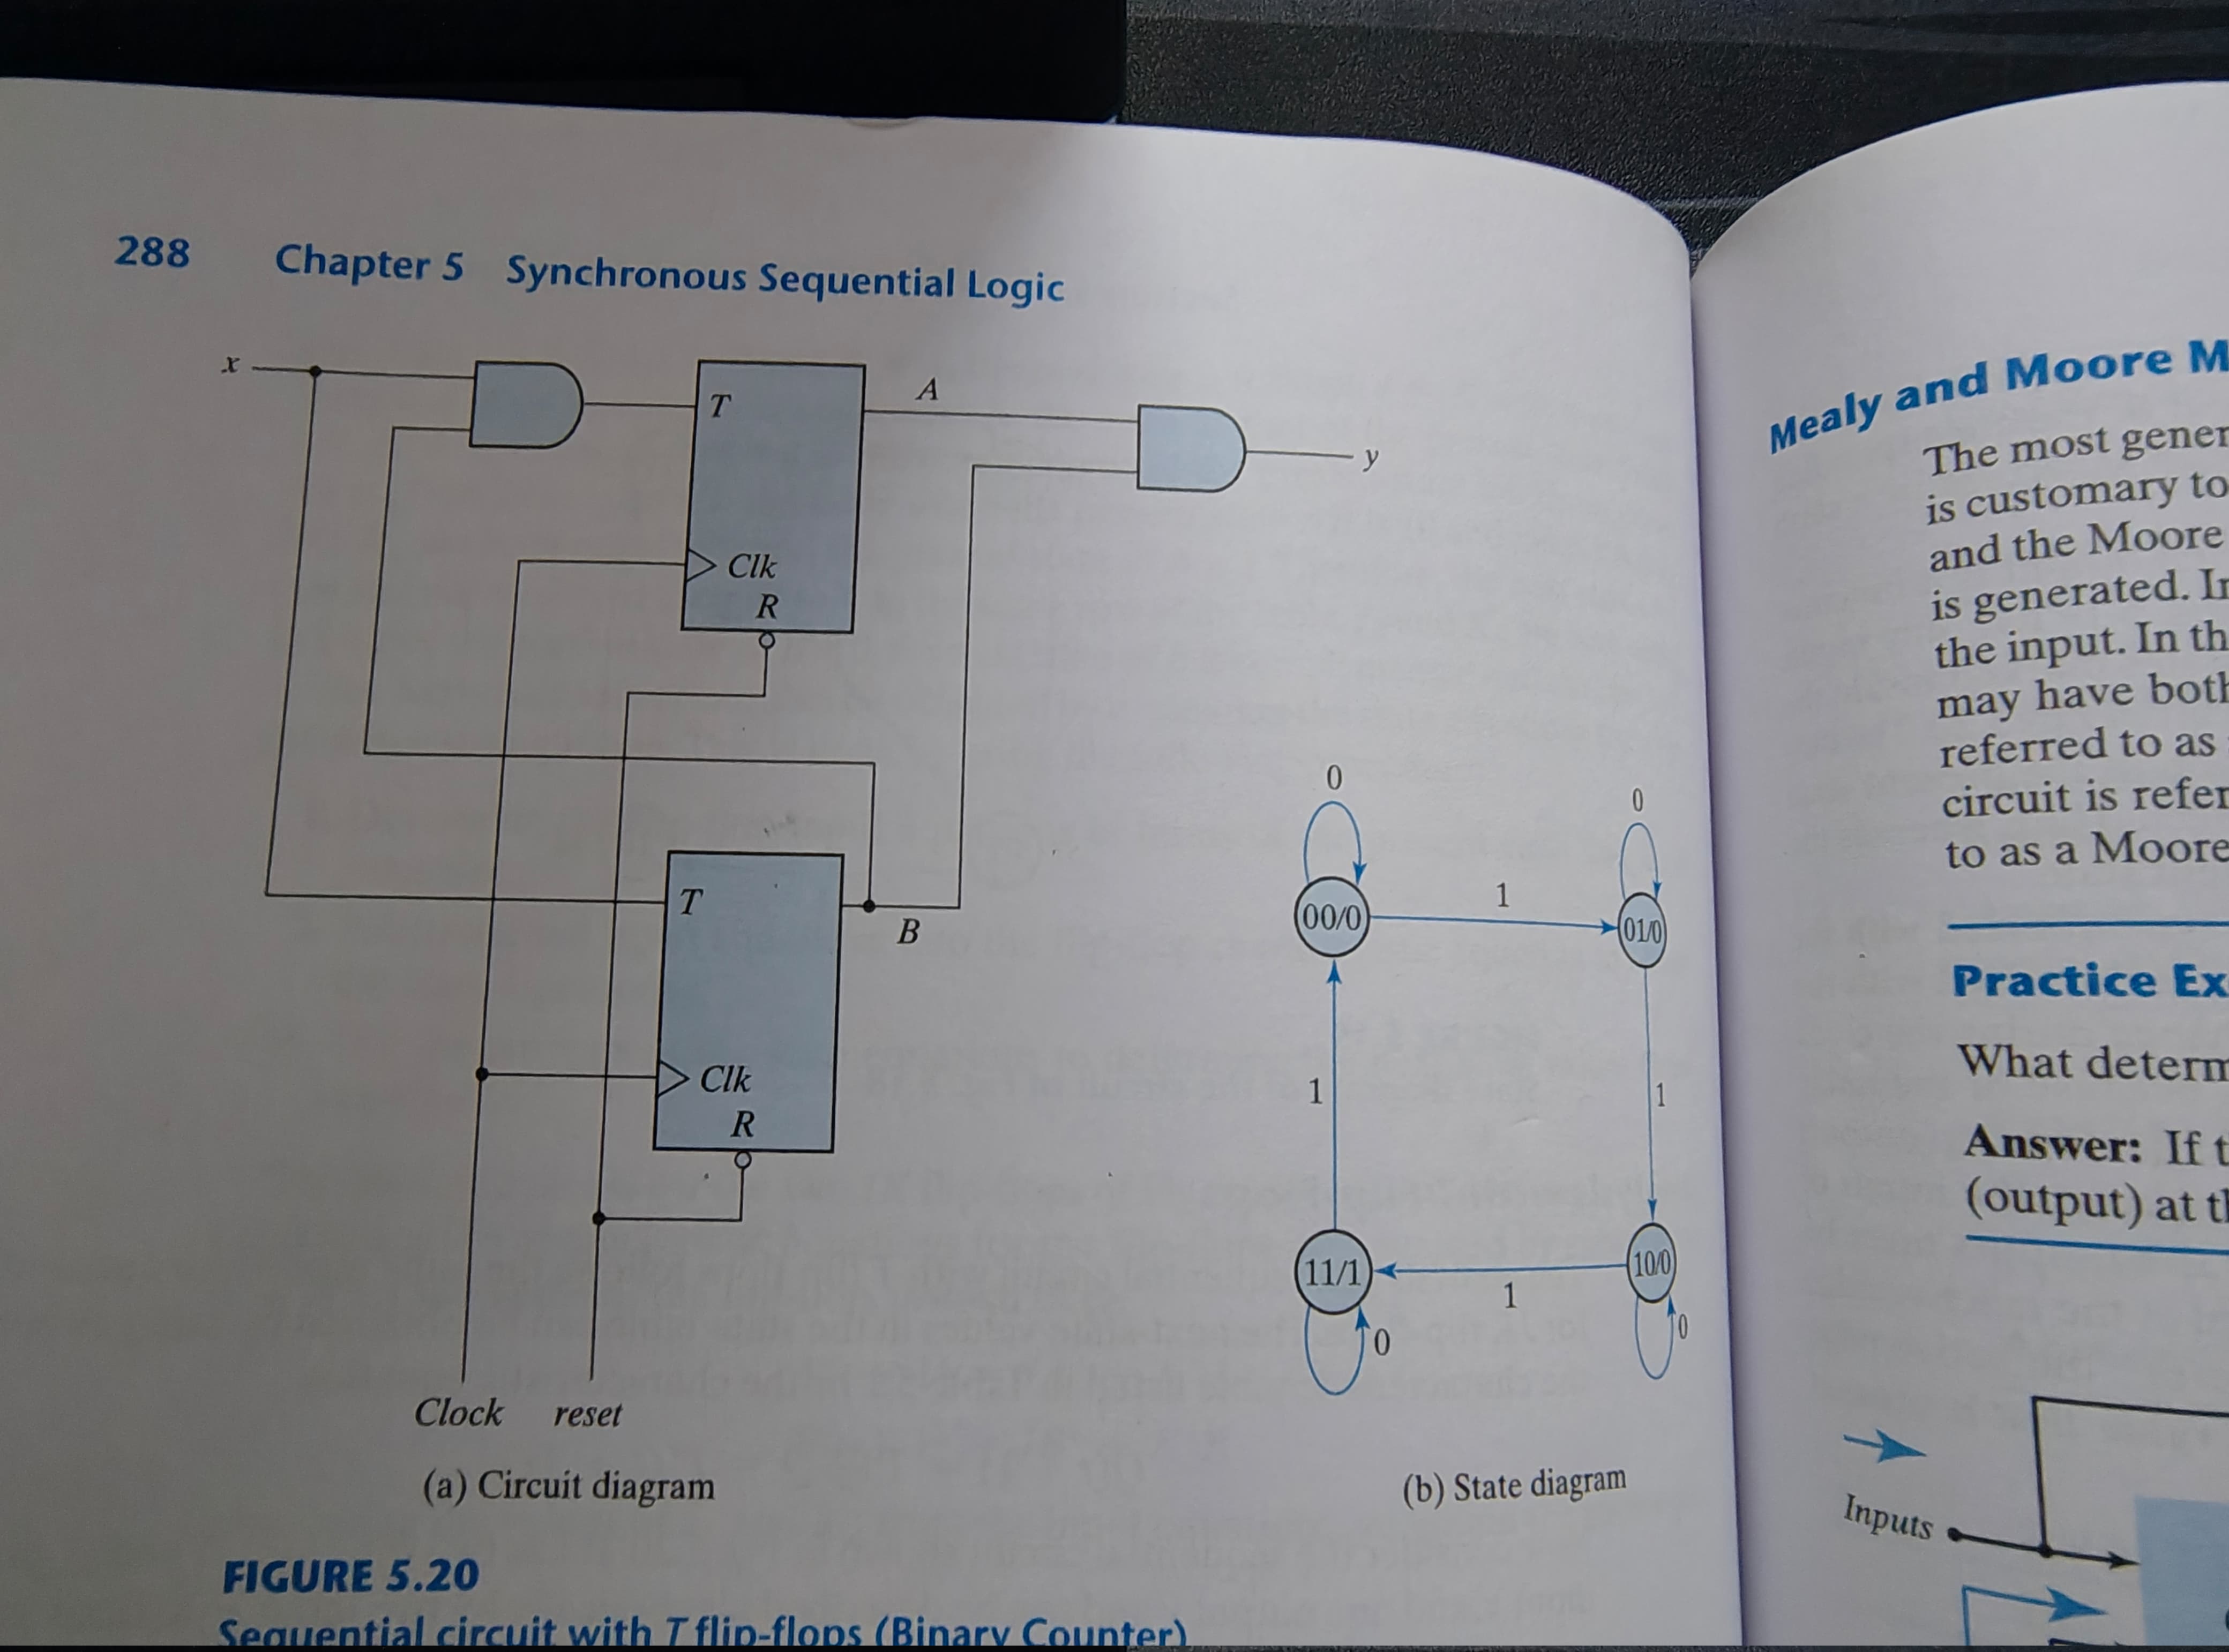 288 Chapter 5 Synchronous Sequential Logic
x
T
A
y
Clk
R
T
B
Clk
R
Clock reset
(a) Circuit diagram
0
0
00/0
1
01/0
1
1
11/1
1
10/0
0
0
(b) State diagram
FIGURE 5.20
Sequential circuit with T flip-flops (Binary Counter)
Mealy and Moore M
The most gener
is customary to
and the Moore
is generated. In
the input. In th
may have both
referred to as
circuit is refer
to as a Moore
Practice Ex
What determ
Answer: If t
(output) at th
Inputs